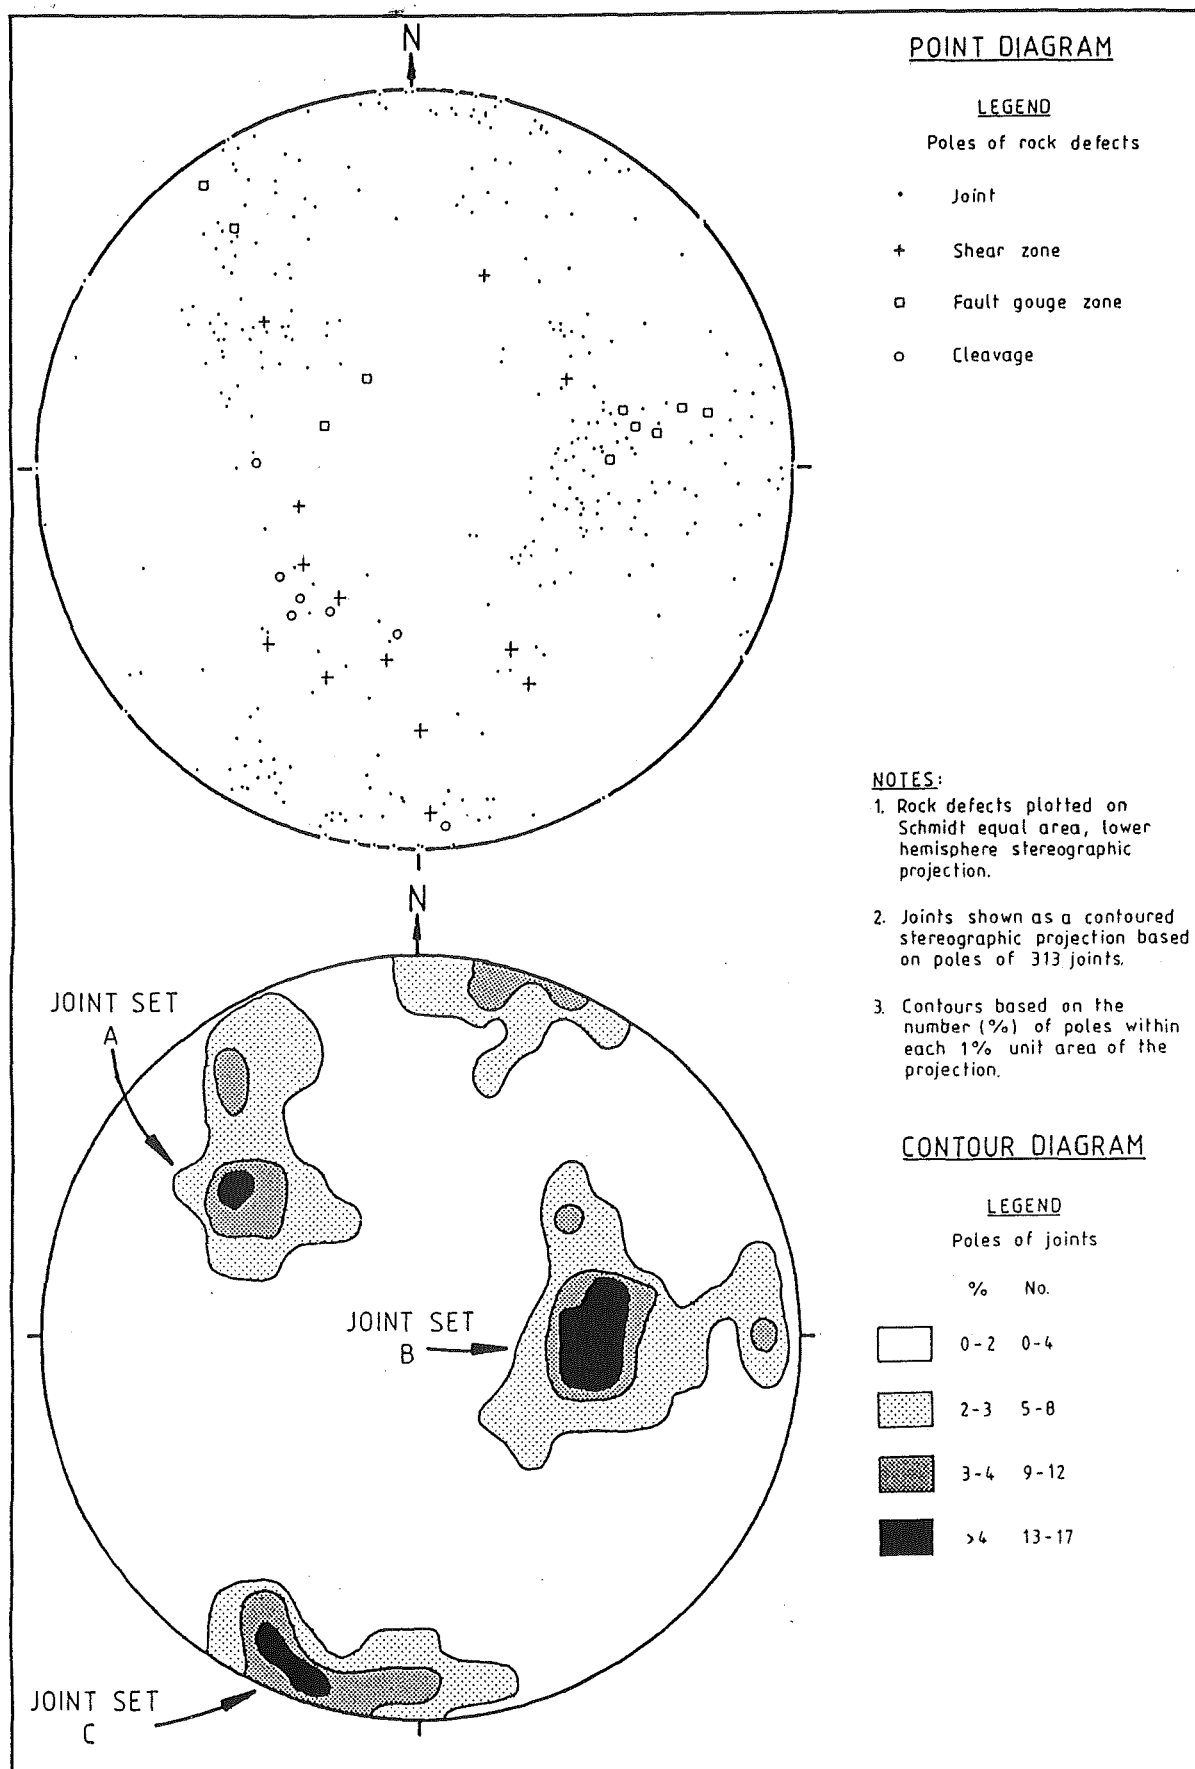 N
POINT DIAGRAM
LEGEND
Poles of rock defects
Joint
Shear zone
Fault gouge zone
Cleavage
NOTES:
1. Rock defects plotted on
Schmidt equal area, lower
hemisphere stereographic
projection.
2. Joints shown as a contoured
stereographic projection based
on poles of 313 joints.
3. Contours based on the
number (%) of poles within
each 1% unit area of the
projection.
N
JOINT SET
A
JOINT SET
B
JOINT SET
C
CONTOUR DIAGRAM
LEGEND
Poles of joints
% No.
0-2 0-4
2-3 5-8
3-4 9-12
>4 13-17